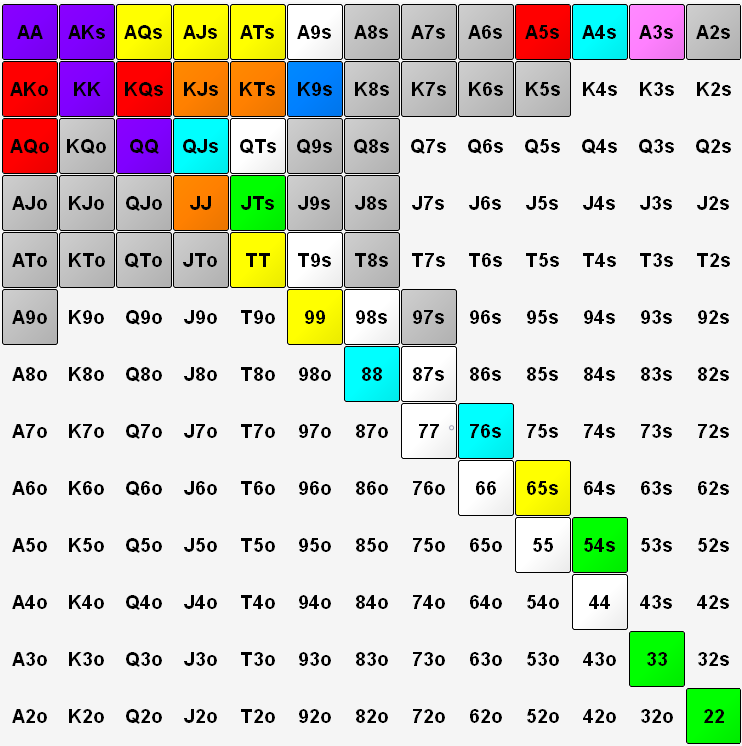 AA AKs AQs AJs ATs A9s A8s A7s A6s A5s A4s A3s A2s
AKo KK KQs KJs KTs K9s K8s K7s K6s K5s K4s K3s K2s
AQo KQo QQ QJs QTs Q9s Q8s Q7s Q6s Q5s Q4s Q3s Q2s
AJo KJo QJo JJ JTs J9s J8s J7s J6s J5s J4s J3s J2s
ATo KTo QTo JTo TT T9s T8s T7s T6s T5s T4s T3s T2s
A9o K9o Q9o J9o T9o 99 98s 97s 96s 95s 94s 93s 92s
A8o K8o Q8o J8o T8o 98o 88 87s 86s 85s 84s 83s 82s
A7o K7o Q7o J7o T7o 97o 87o 77 76s 75s 74s 73s 72s
A6o K6o Q6o J6o T6o 96o 86o 76o 66 65s 64s 63s 62s
A5o K5o Q5o J5o T5o 95o 85o 75o 65o 55 54s 53s 52s
A4o K4o Q4o J4o T4o 94o 84o 74o 64o 54o 44 43s 42s
A3o K3o Q3o J3o T3o 93o 83o 73o 63o 53o 43o 33 32s
A2o K2o Q2o J2o T2o 92o 82o 72o 62o 52o 42o 32o 22